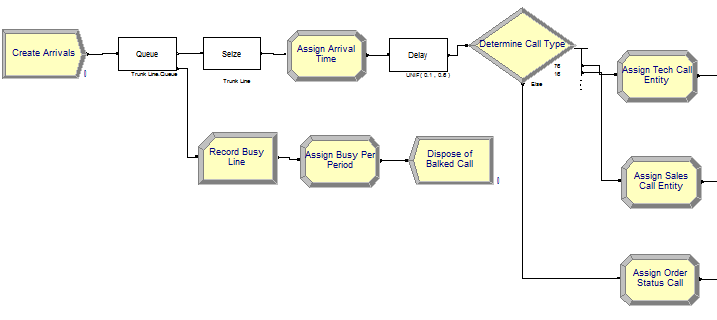 Create Arrivals
Queue
Trunk Line.Queue
Seize
Trunk Line
Assign Arrival
Time
Delay
UNIF( 0.1 , 0.6 )
Determine Call Type
76
16
Else
Assign Tech Call
Entity
Record Busy
Line
Assign Busy Per
Period
Dispose of
Balked Call
Assign Sales
Call Entity
Assign Order
Status Call